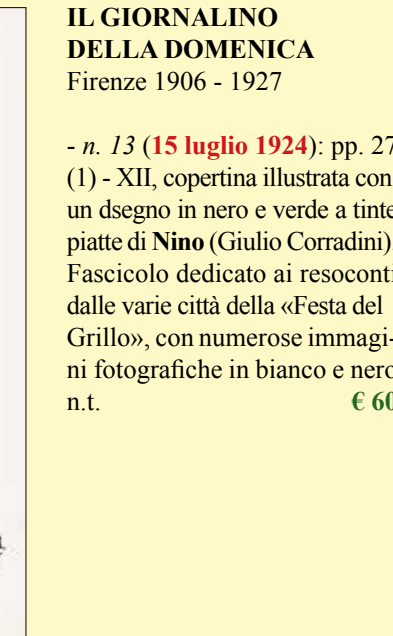 IL GIORNALINO
DELLA DOMENICA
Firenze 1906 - 1927
- n. 13 (15 luglio 1924): pp. 27
(1) - XII, copertina illustrata con
un dsegno in nero e verde a tinte
piatte di Nino (Giulio Corradini).
Fascicolo dedicato ai resoconti
dalle varie città della «Festa del
Grillo», con numerose immagi-
ni fotografiche in bianco e nero
n.t. € 60